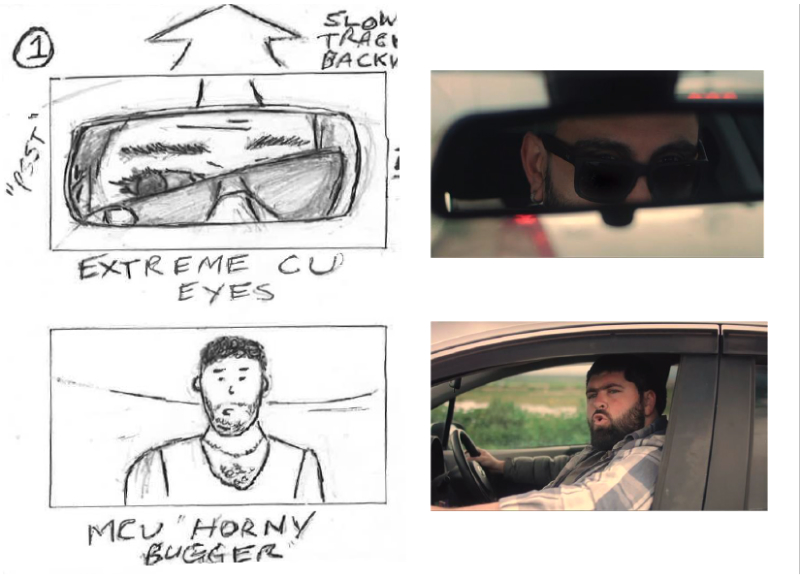 1
SLOW
TRACK
BACKW
"PSST"
EXTREME CU
EYES
MCU "HORNY
BUGGER"